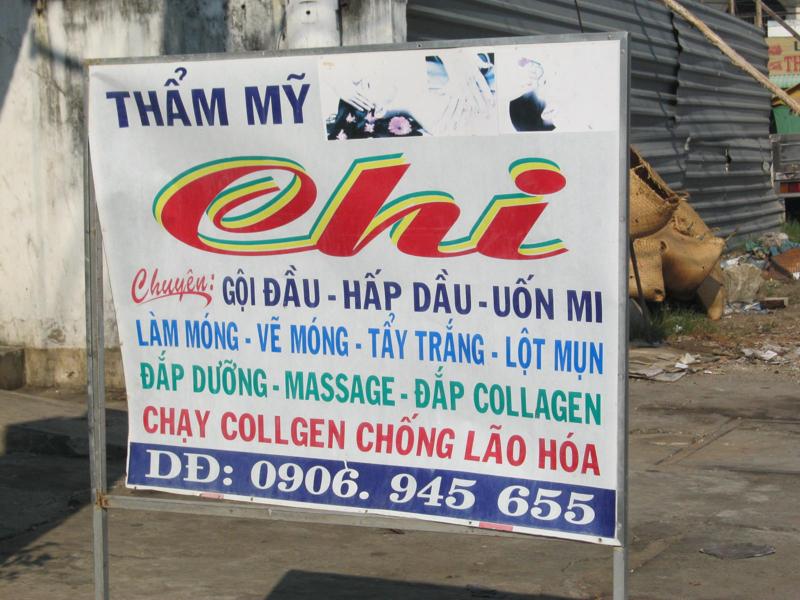 THẨM MỸ
Chi
Chuyên: GỘI ĐẦU - HẤP DẦU - UỐN MI
LÀM MÓNG - VẼ MÓNG - TẨY TRẮNG - LỘT MỤN
ĐẮP DƯỠNG - MASSAGE - ĐẮP COLLAGEN
CHẠY COLLGEN CHỐNG LÃO HÓA
DĐ: 0906. 945 655